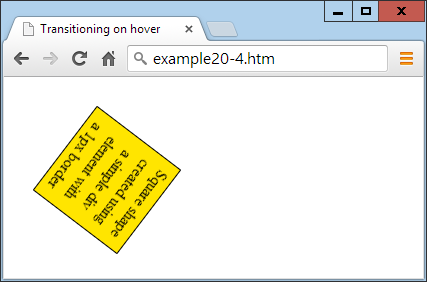 Transitioning on hover
example20-4.htm
Square shape
created using
a simple div
element with
a 1px border